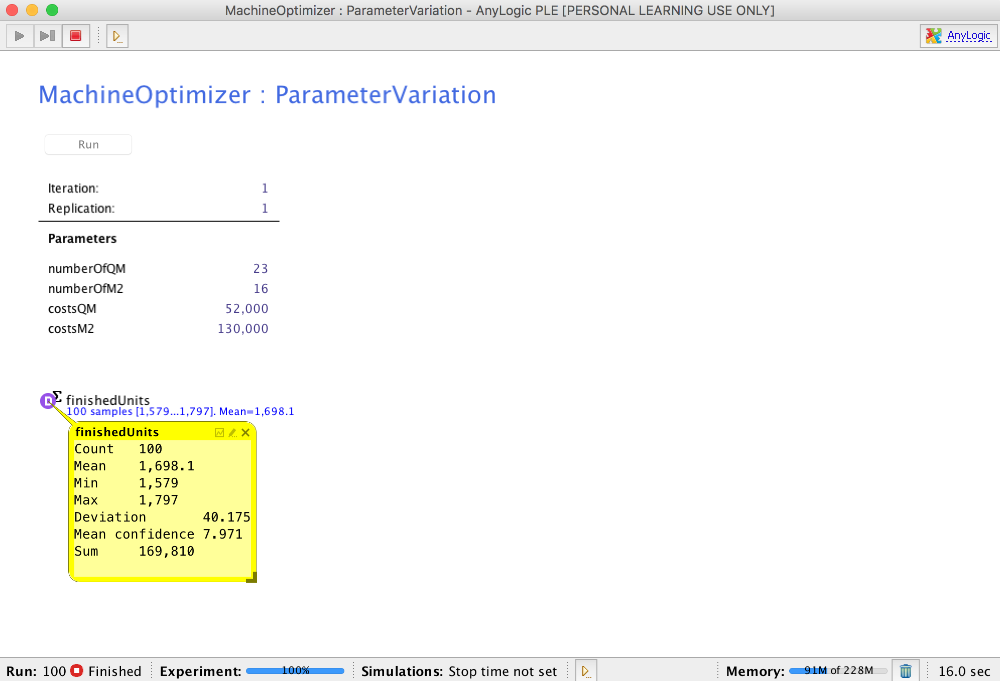 MachineOptimizer : ParameterVariation - AnyLogic PLE [PERSONAL LEARNING USE ONLY]
AnyLogic
MachineOptimizer : ParameterVariation
Run
Iteration: 1
Replication: 1
Parameters
numberOfQM 23
numberOfM2 16
costsQM 52,000
costsM2 130,000
D Σ finishedUnits
100 samples [1,579...1,797]. Mean=1,698.1
finishedUnits
Count 100
Mean 1,698.1
Min 1,579
Max 1,797
Deviation 40.175
Mean confidence 7.971
Sum 169,810
Run: 100 Finished Experiment: 100% Simulations: Stop time not set Memory: 91M of 228M 16.0 sec